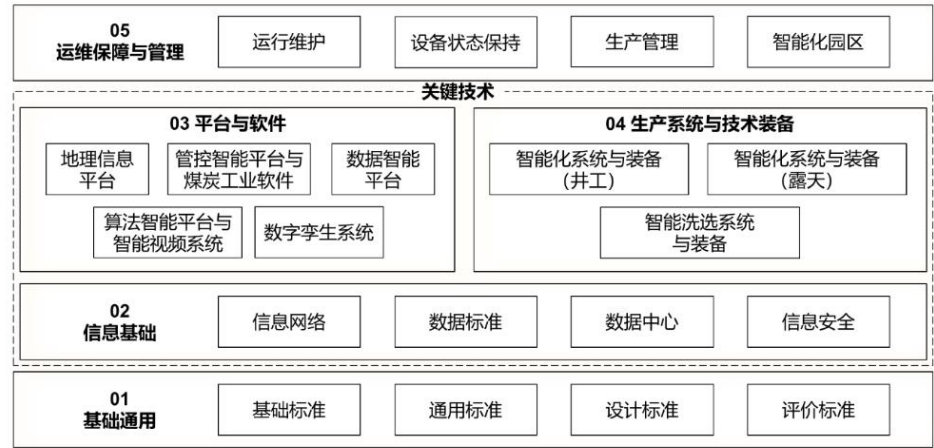 05
运维保障与管理
运行维护
设备状态保持
生产管理
智能化园区
关键技术
03 平台与软件
地理信息
平台
管控智能平台与
煤炭工业软件
数据智能
平台
算法智能平台与
智能视频系统
数字孪生系统
04 生产系统与技术装备
智能化系统与装备
（井工）
智能化系统与装备
（露天）
智能洗选系统
与装备
02
信息基础
信息网络
数据标准
数据中心
信息安全
01
基础通用
基础标准
通用标准
设计标准
评价标准